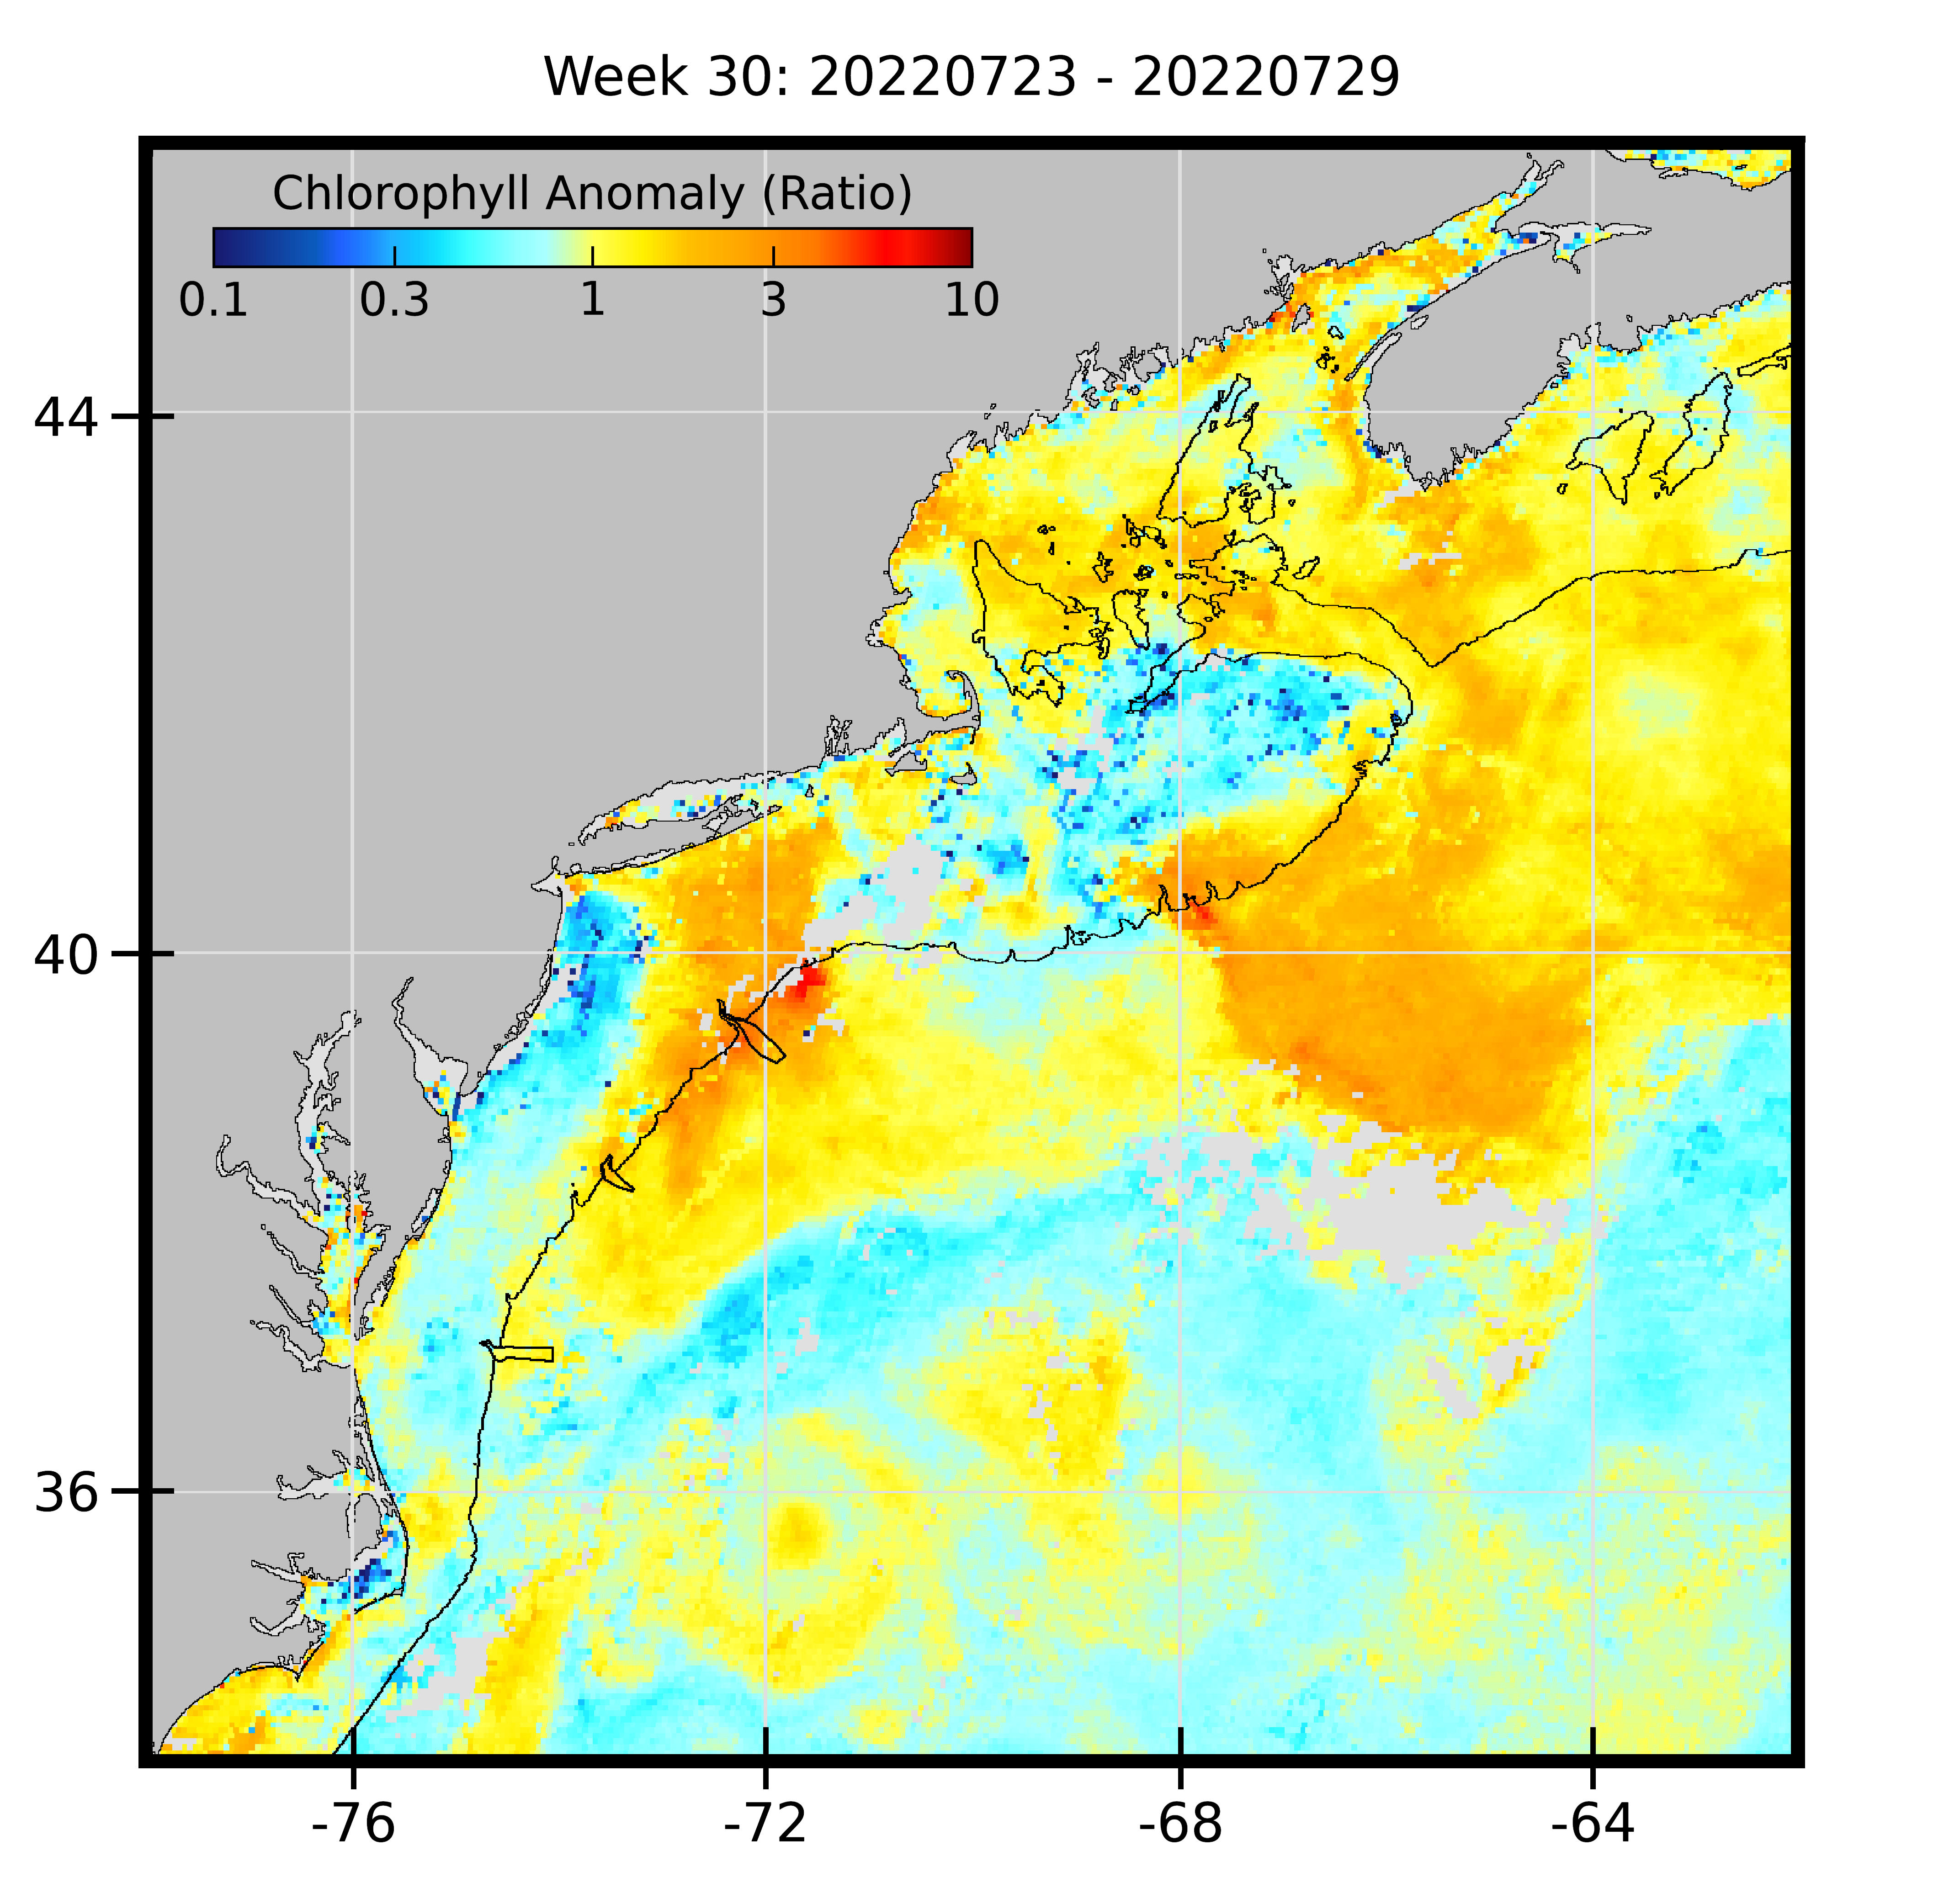 Week 30: 20220723 - 20220729
Chlorophyll Anomaly (Ratio)
0.1 0.3 1 3 10
44
40
36
-76 -72 -68 -64